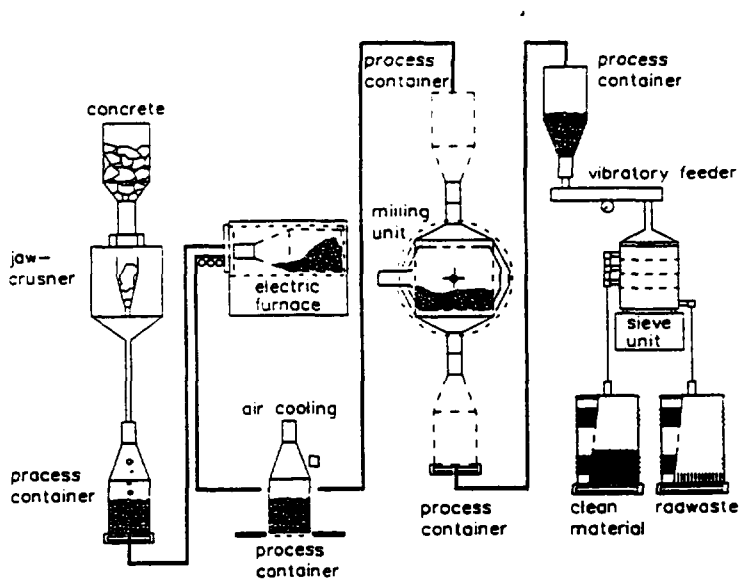 concrete
jaw-
crusner
process
container
electric
furnace
air cooling
process
container
process
container
milling
unit
process
container
process
container
vibratory feeder
sieve
unit
clean
material
radwaste